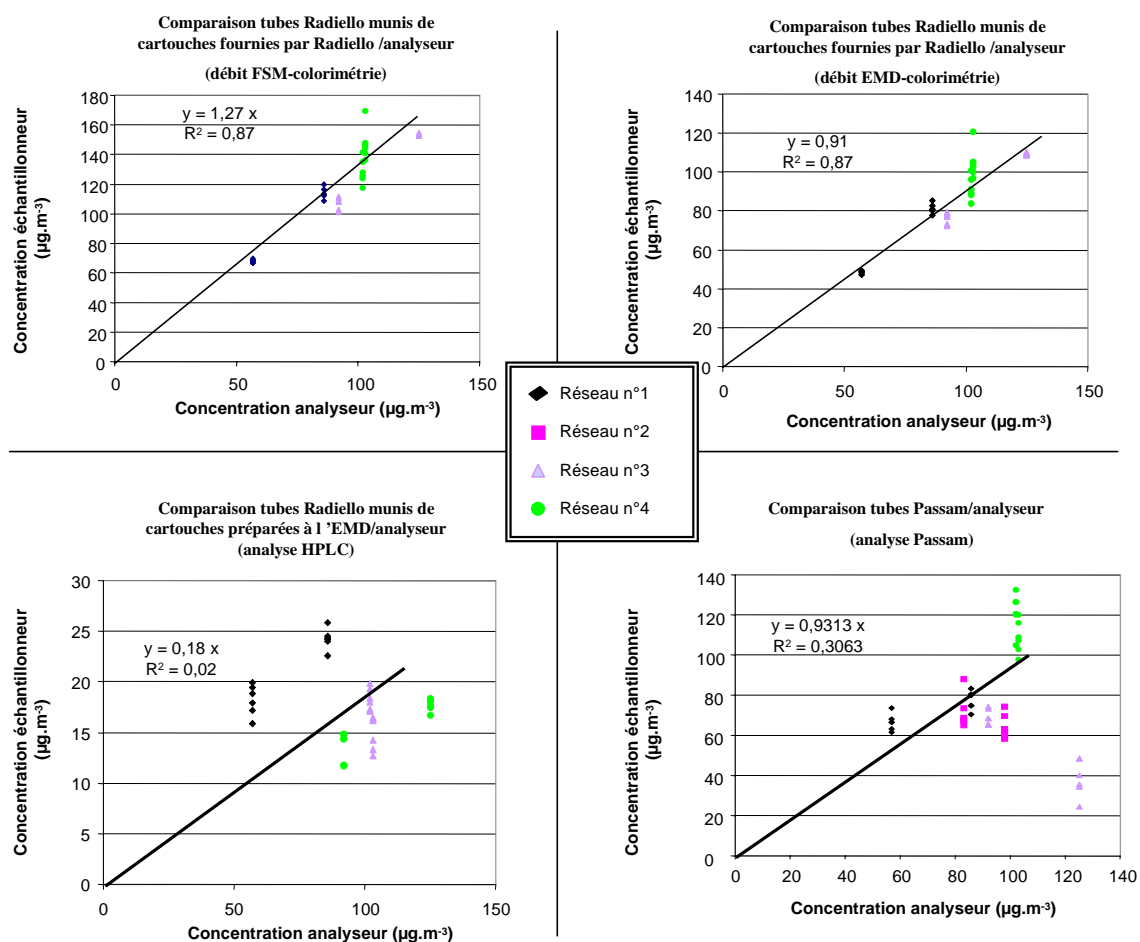 Comparaison tubes Radiello munis de
cartouches fournies par Radiello /analyseur
(débit FSM-colorimétrie)
Concentration échantillonneur
(µg.m-3)
180
160
140
120
100
80
60
40
20
0
y = 1,27 x
R² = 0,87
0
50
100
150
Concentration analyseur (µg.m-3)
Comparaison tubes Radiello munis de
cartouches fournies par Radiello /analyseur
(débit EMD-colorimétrie)
Concentration échantillonneur
(µg.m-3)
140
120
100
80
60
40
20
0
y = 0,91
R² = 0,87
0
50
100
150
Concentration analyseur (µg.m-3)
Réseau n°1
Réseau n°2
Réseau n°3
Réseau n°4
Comparaison tubes Radiello munis de
cartouches préparées à l ’EMD/analyseur
(analyse HPLC)
Concentration échantillonneur
(µg.m-3)
30
25
20
15
10
5
0
y = 0,18 x
R² = 0,02
0
50
100
150
Concentration analyseur (µg.m-3)
Comparaison tubes Passam/analyseur
(analyse Passam)
Concentration échantillonneur
(µg.m-3)
140
120
100
80
60
40
20
0
y = 0,9313 x
R² = 0,3063
0
20
40
60
80
100
120
140
Concentration analyseur (µg.m-3)